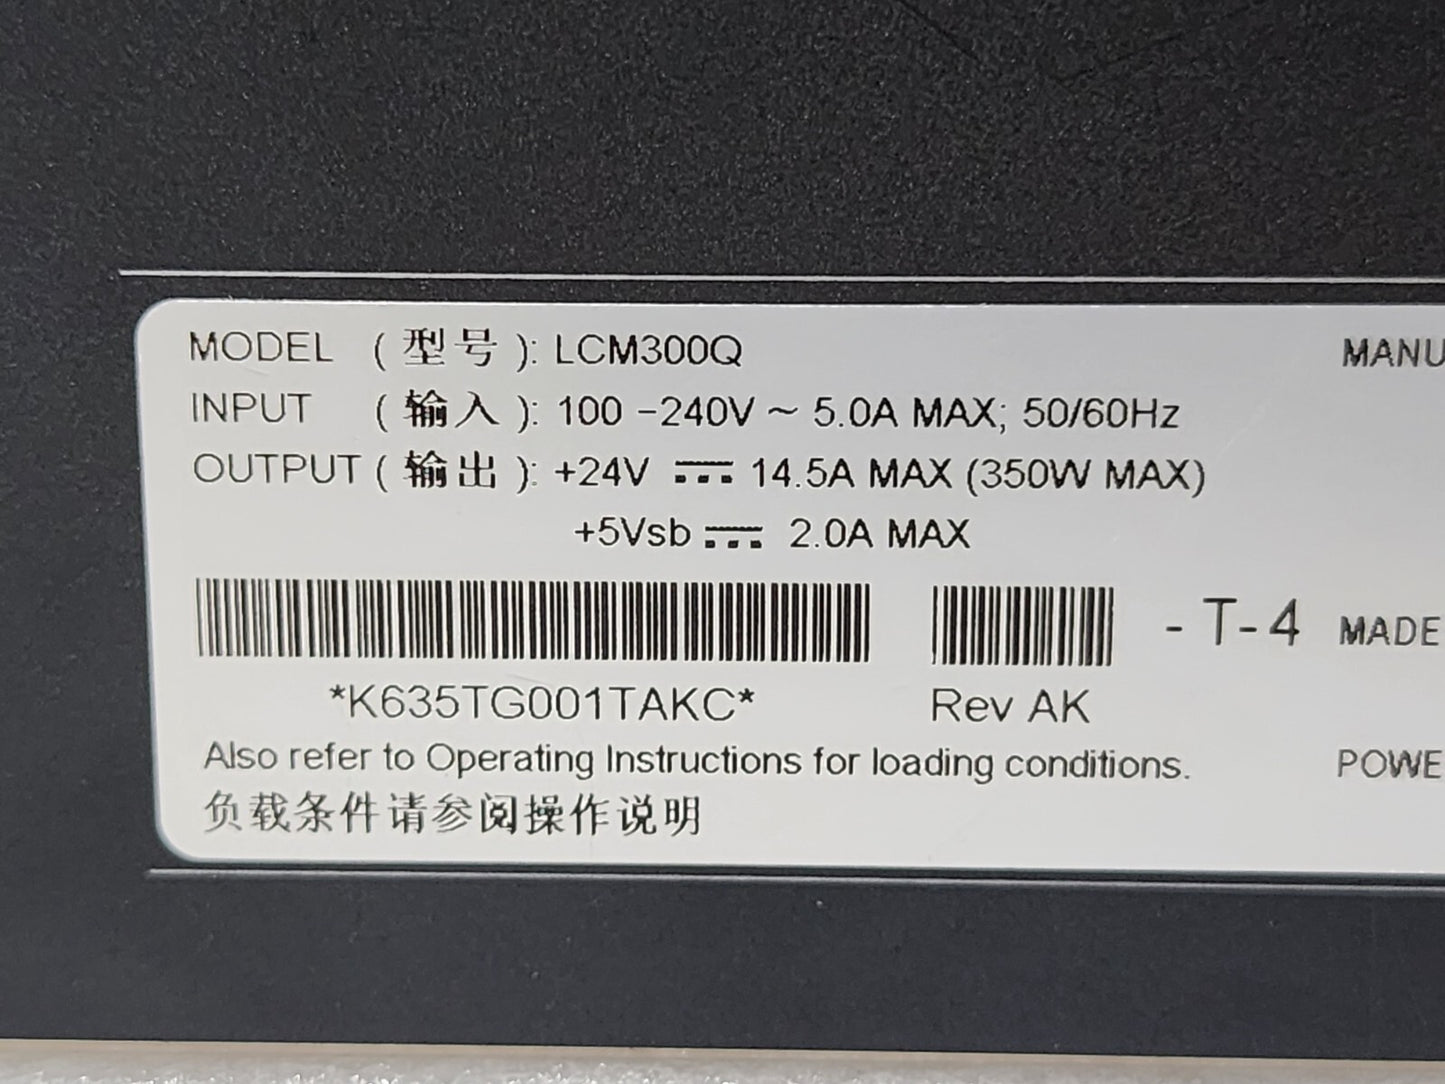 MODEL (型号): LCM300Q
MANU
INPUT (输入): 100 -240V ~ 5.0A MAX; 50/60Hz
OUTPUT (输出): +24V ⎓ 14.5A MAX (350W MAX)
+5Vsb ⎓ 2.0A MAX
- T-4 MADE
*K635TG001TAKC* Rev AK
Also refer to Operating Instructions for loading conditions.
POWE
负载条件请参阅操作说明